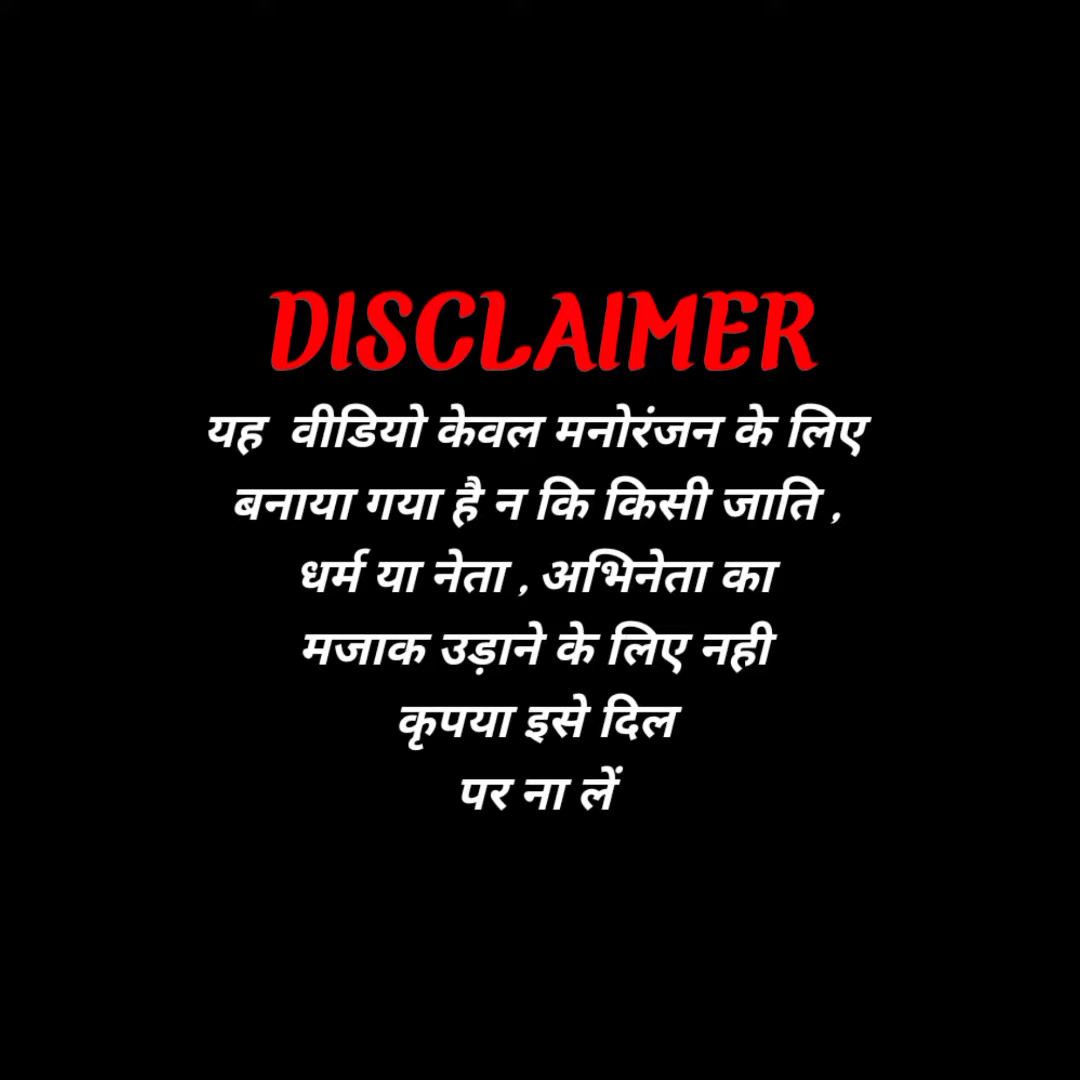 DISCLAIMER
यह वीडियो केवल मनोरंजन के लिए
बनाया गया है न कि किसी जाति ,
धर्म या नेता , अभिनेता का
मजाक उड़ाने के लिए नही
कृपया इसे दिल
पर ना लें